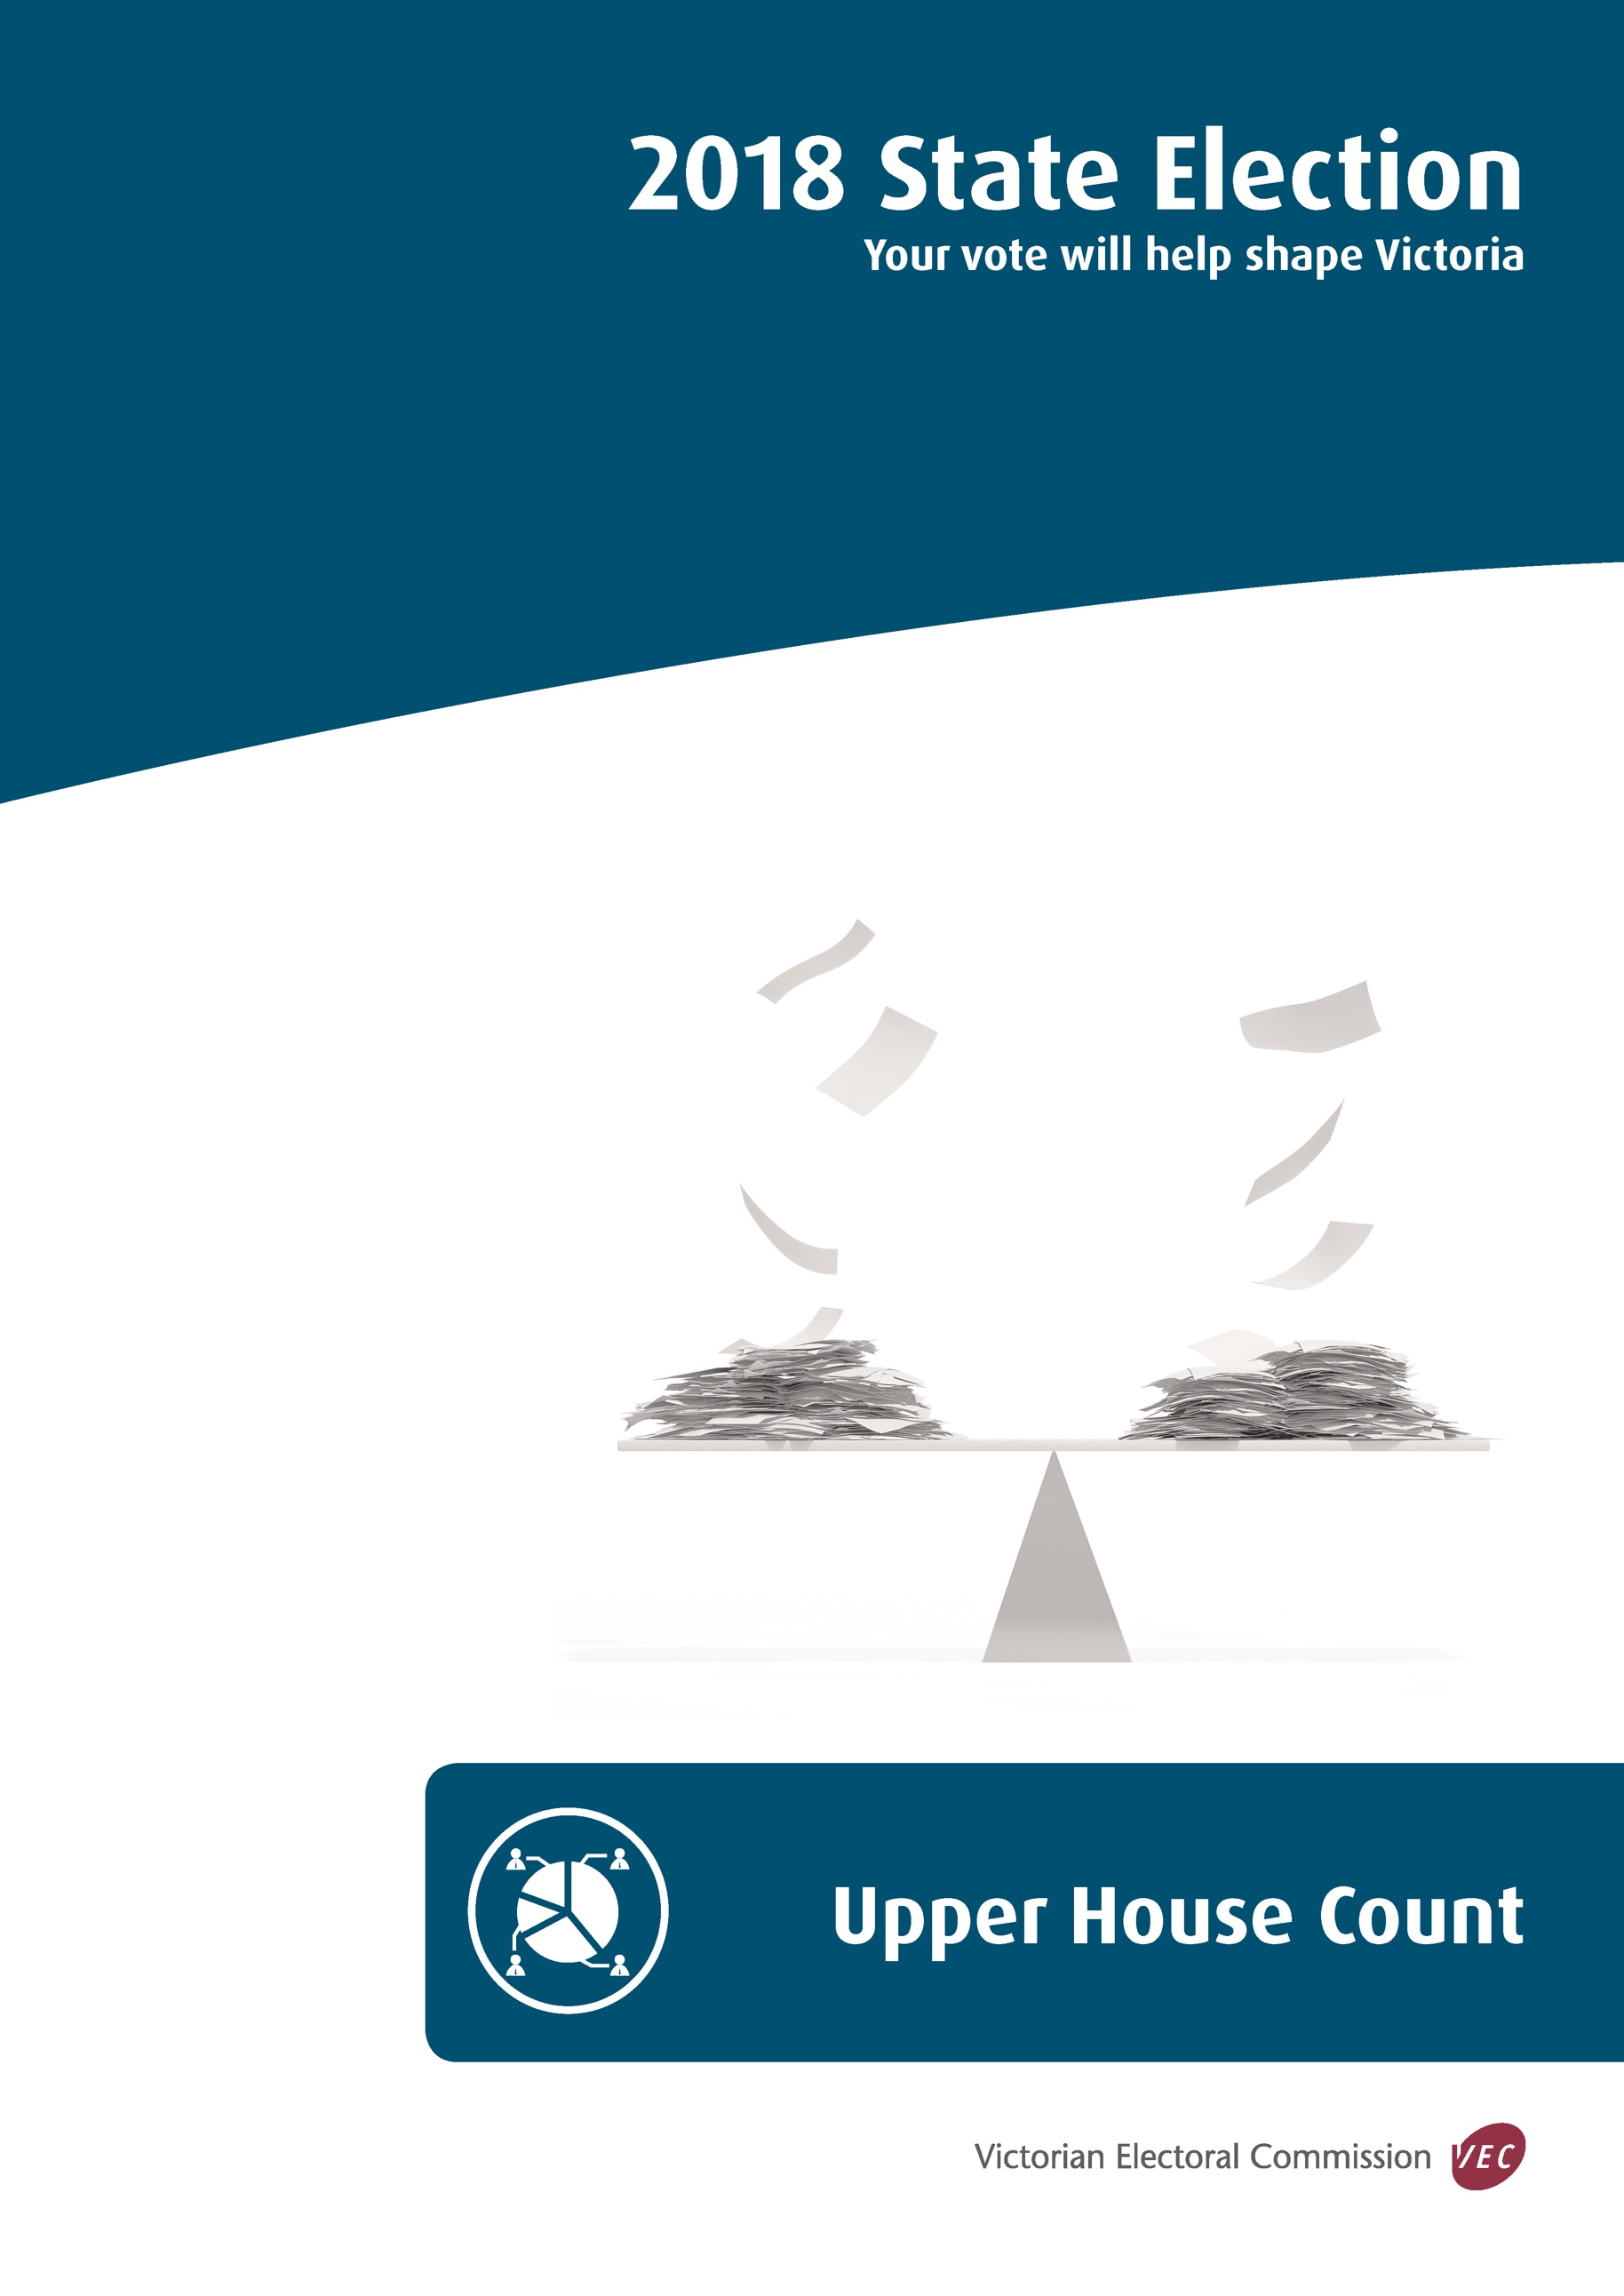 2018 State Election
Your vote will help shape Victoria
Upper House Count
Victorian Electoral Commission VEC